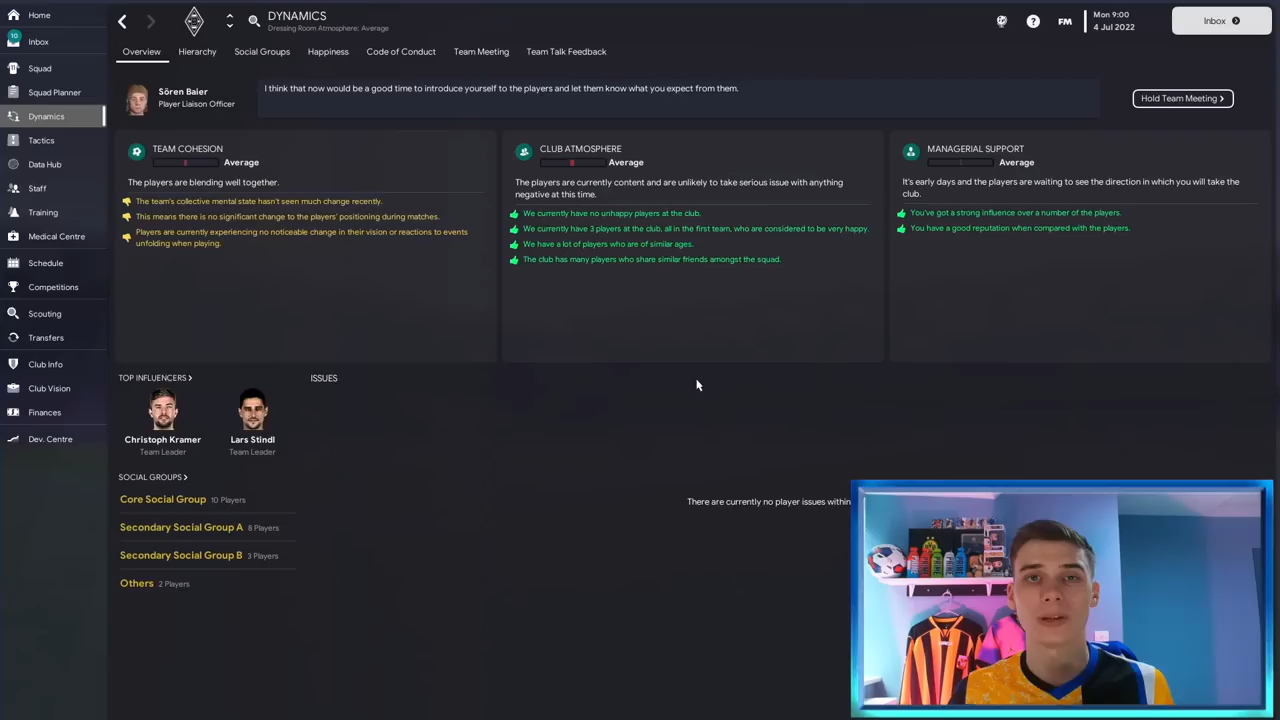 Home
10
Inbox
Squad
Squad Planner
Dynamics
Tactics
Data Hub
Staff
Training
Medical Centre
Schedule
Competitions
Scouting
Transfers
Club Info
Club Vision
Finances
Dev. Centre
DYNAMICS
Dressing Room Atmosphere: Average
FM
Mon 9:00
4 Jul 2022
Inbox
Overview Hierarchy Social Groups Happiness Code of Conduct Team Meeting Team Talk Feedback
Sören Baier
Player Liaison Officer
I think that now would be a good time to introduce yourself to the players and let them know what you expect from them.
Hold Team Meeting >
TEAM COHESION
Average
The players are blending well together.
The team's collective mental state hasn't seen much change recently.
This means there is no significant change to the players' positioning during matches.
Players are currently experiencing no noticeable change in their vision or reactions to events
unfolding when playing.
CLUB ATMOSPHERE
Average
The players are currently content and are unlikely to take serious issue with anything
negative at this time.
We currently have no unhappy players at the club.
We currently have 3 players at the club, all in the first team, who are considered to be very happy.
We have a lot of players who are of similar ages.
The club has many players who share similar friends amongst the squad.
MANAGERIAL SUPPORT
Average
It's early days and the players are waiting to see the direction in which you will take the
club.
You've got a strong influence over a number of the players.
You have a good reputation when compared with the players.
TOP INFLUENCERS >
Christoph Kramer
Team Leader
Lars Stindl
Team Leader
SOCIAL GROUPS >
Core Social Group 10 Players
Secondary Social Group A 8 Players
Secondary Social Group B 3 Players
Others 2 Players
ISSUES
There are currently no player issues within